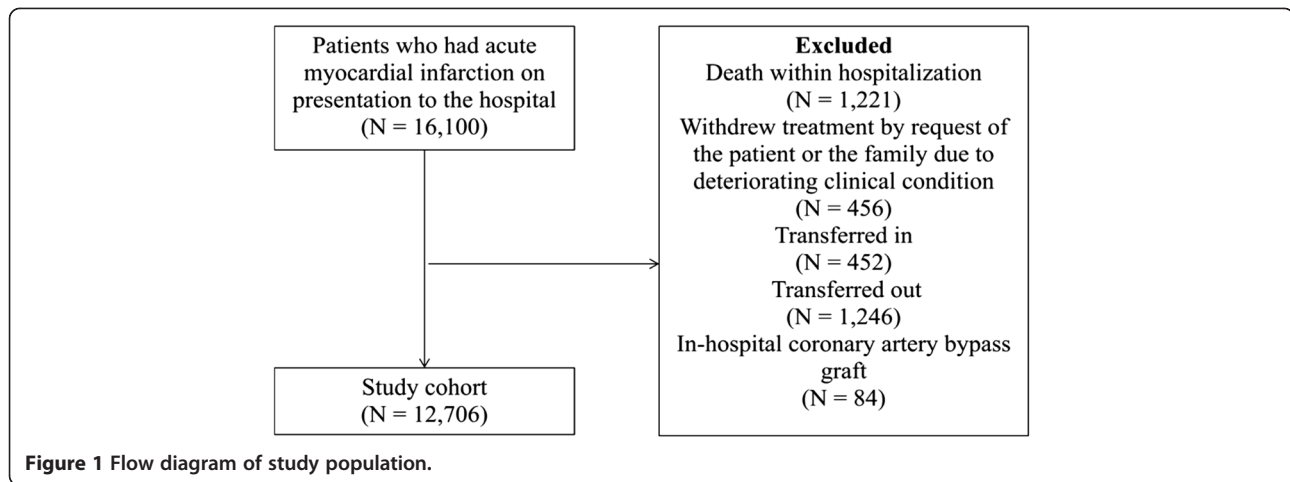 Patients who had acute
myocardial infarction on
presentation to the hospital
(N = 16,100)
Excluded
Death within hospitalization
(N = 1,221)
Withdrew treatment by request of
the patient or the family due to
deteriorating clinical condition
(N = 456)
Transferred in
(N = 452)
Transferred out
(N = 1,246)
In-hospital coronary artery bypass
graft
(N = 84)
Study cohort
(N = 12,706)
Figure 1 Flow diagram of study population.